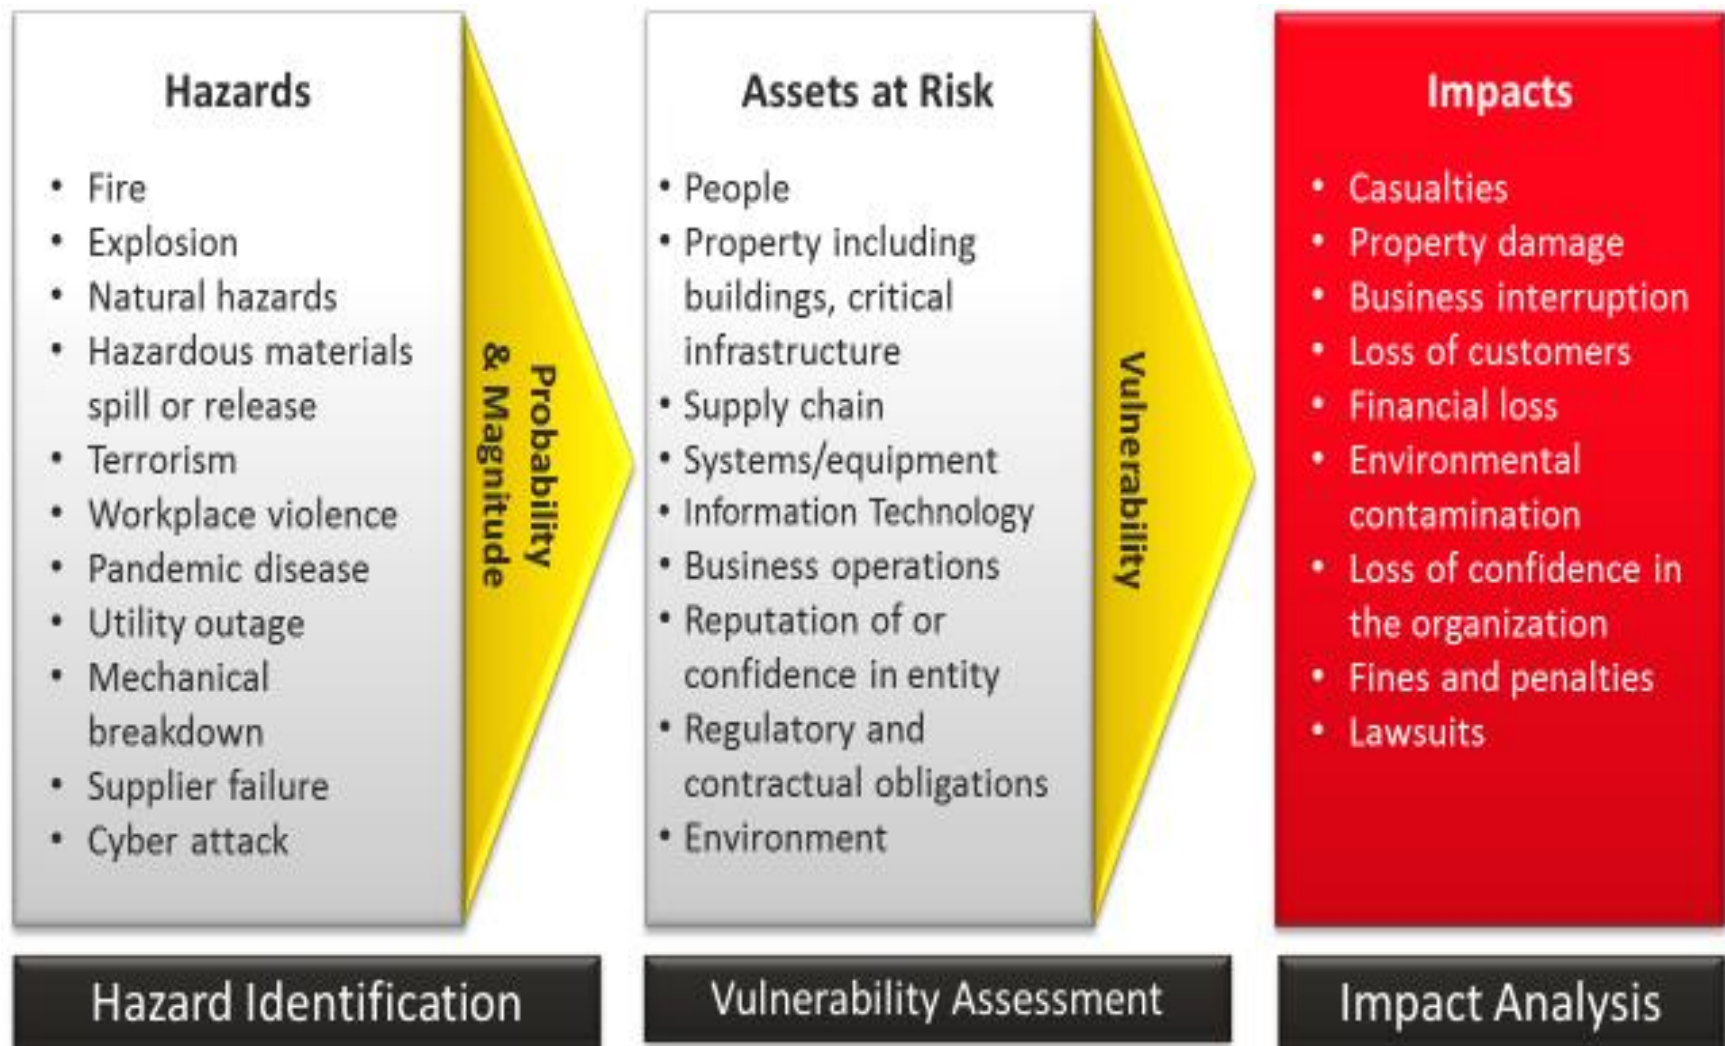 Hazards
• Fire
• Explosion
• Natural hazards
• Hazardous materials
spill or release
• Terrorism
• Workplace violence
• Pandemic disease
• Utility outage
• Mechanical
breakdown
• Supplier failure
• Cyber attack
Probability
& Magnitude
Assets at Risk
• People
• Property including
buildings, critical
infrastructure
• Supply chain
• Systems/equipment
• Information Technology
• Business operations
• Reputation of or
confidence in entity
• Regulatory and
contractual obligations
• Environment
Vulnerability
Impacts
• Casualties
• Property damage
• Business interruption
• Loss of customers
• Financial loss
• Environmental
contamination
• Loss of confidence in
the organization
• Fines and penalties
• Lawsuits
Hazard Identification
Vulnerability Assessment
Impact Analysis